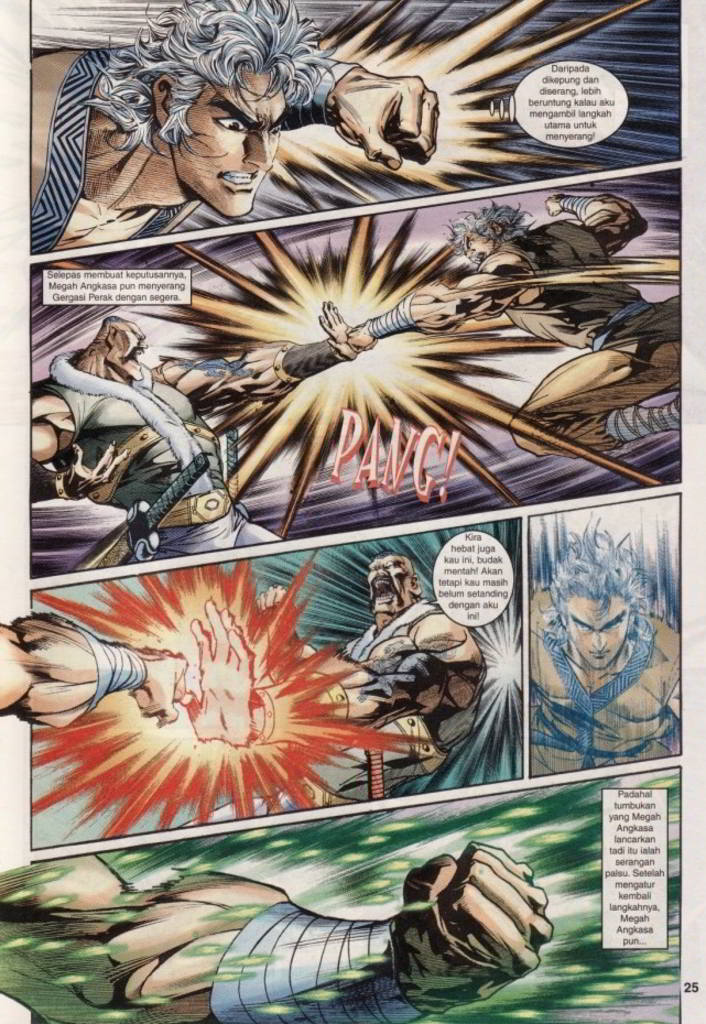 Daripada
dikepung dan
diserang, lebih
beruntung kalau aku
mengambil langkah
utama untuk
menyerang!
Selepas membuat keputusannya,
Megah Angkasa pun menyerang
Gergasi Perak dengan segera.
PANG!
Kira
hebat juga
kau ini, budak
mentah! Akan
tetapi kau masih
belum setanding
dengan aku
ini!
Padahal
tumbukan
yang Megah
Angkasa
lancarkan
tadi itu ialah
serangan
palsu. Setelah
mengatur
kembali
langkahnya,
Megah
Angkasa
pun...
25